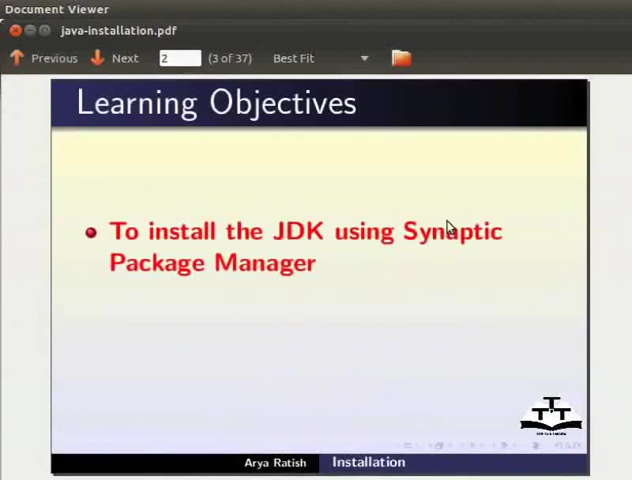 Document Viewer
java-installation.pdf
Previous Next 2 (3 of 37) Best Fit
Learning Objectives
To install the JDK using Synaptic
Package Manager
TTT
Arya Ratish Installation